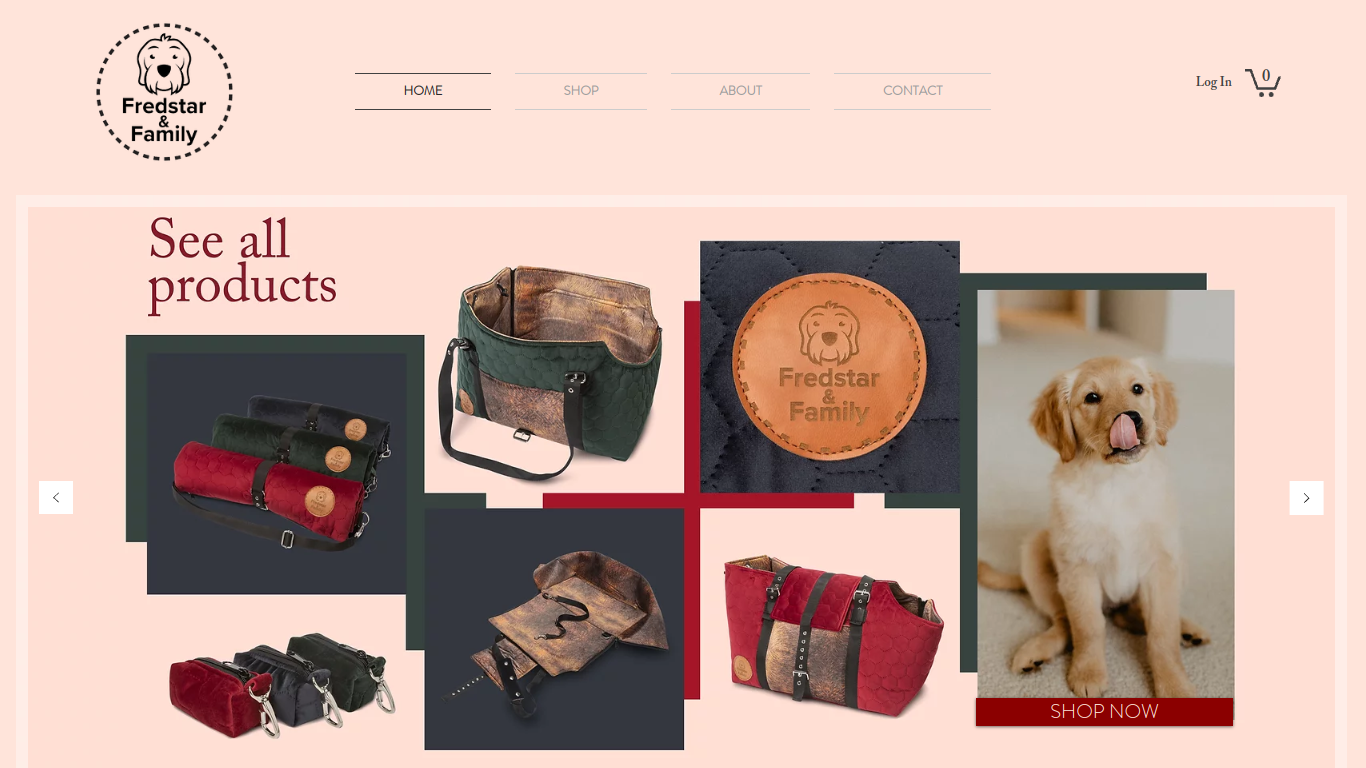 Fredstar
&
Family
HOME
SHOP
ABOUT
CONTACT
Log In
0
See all
products
Fredstar
&
Family
SHOP NOW